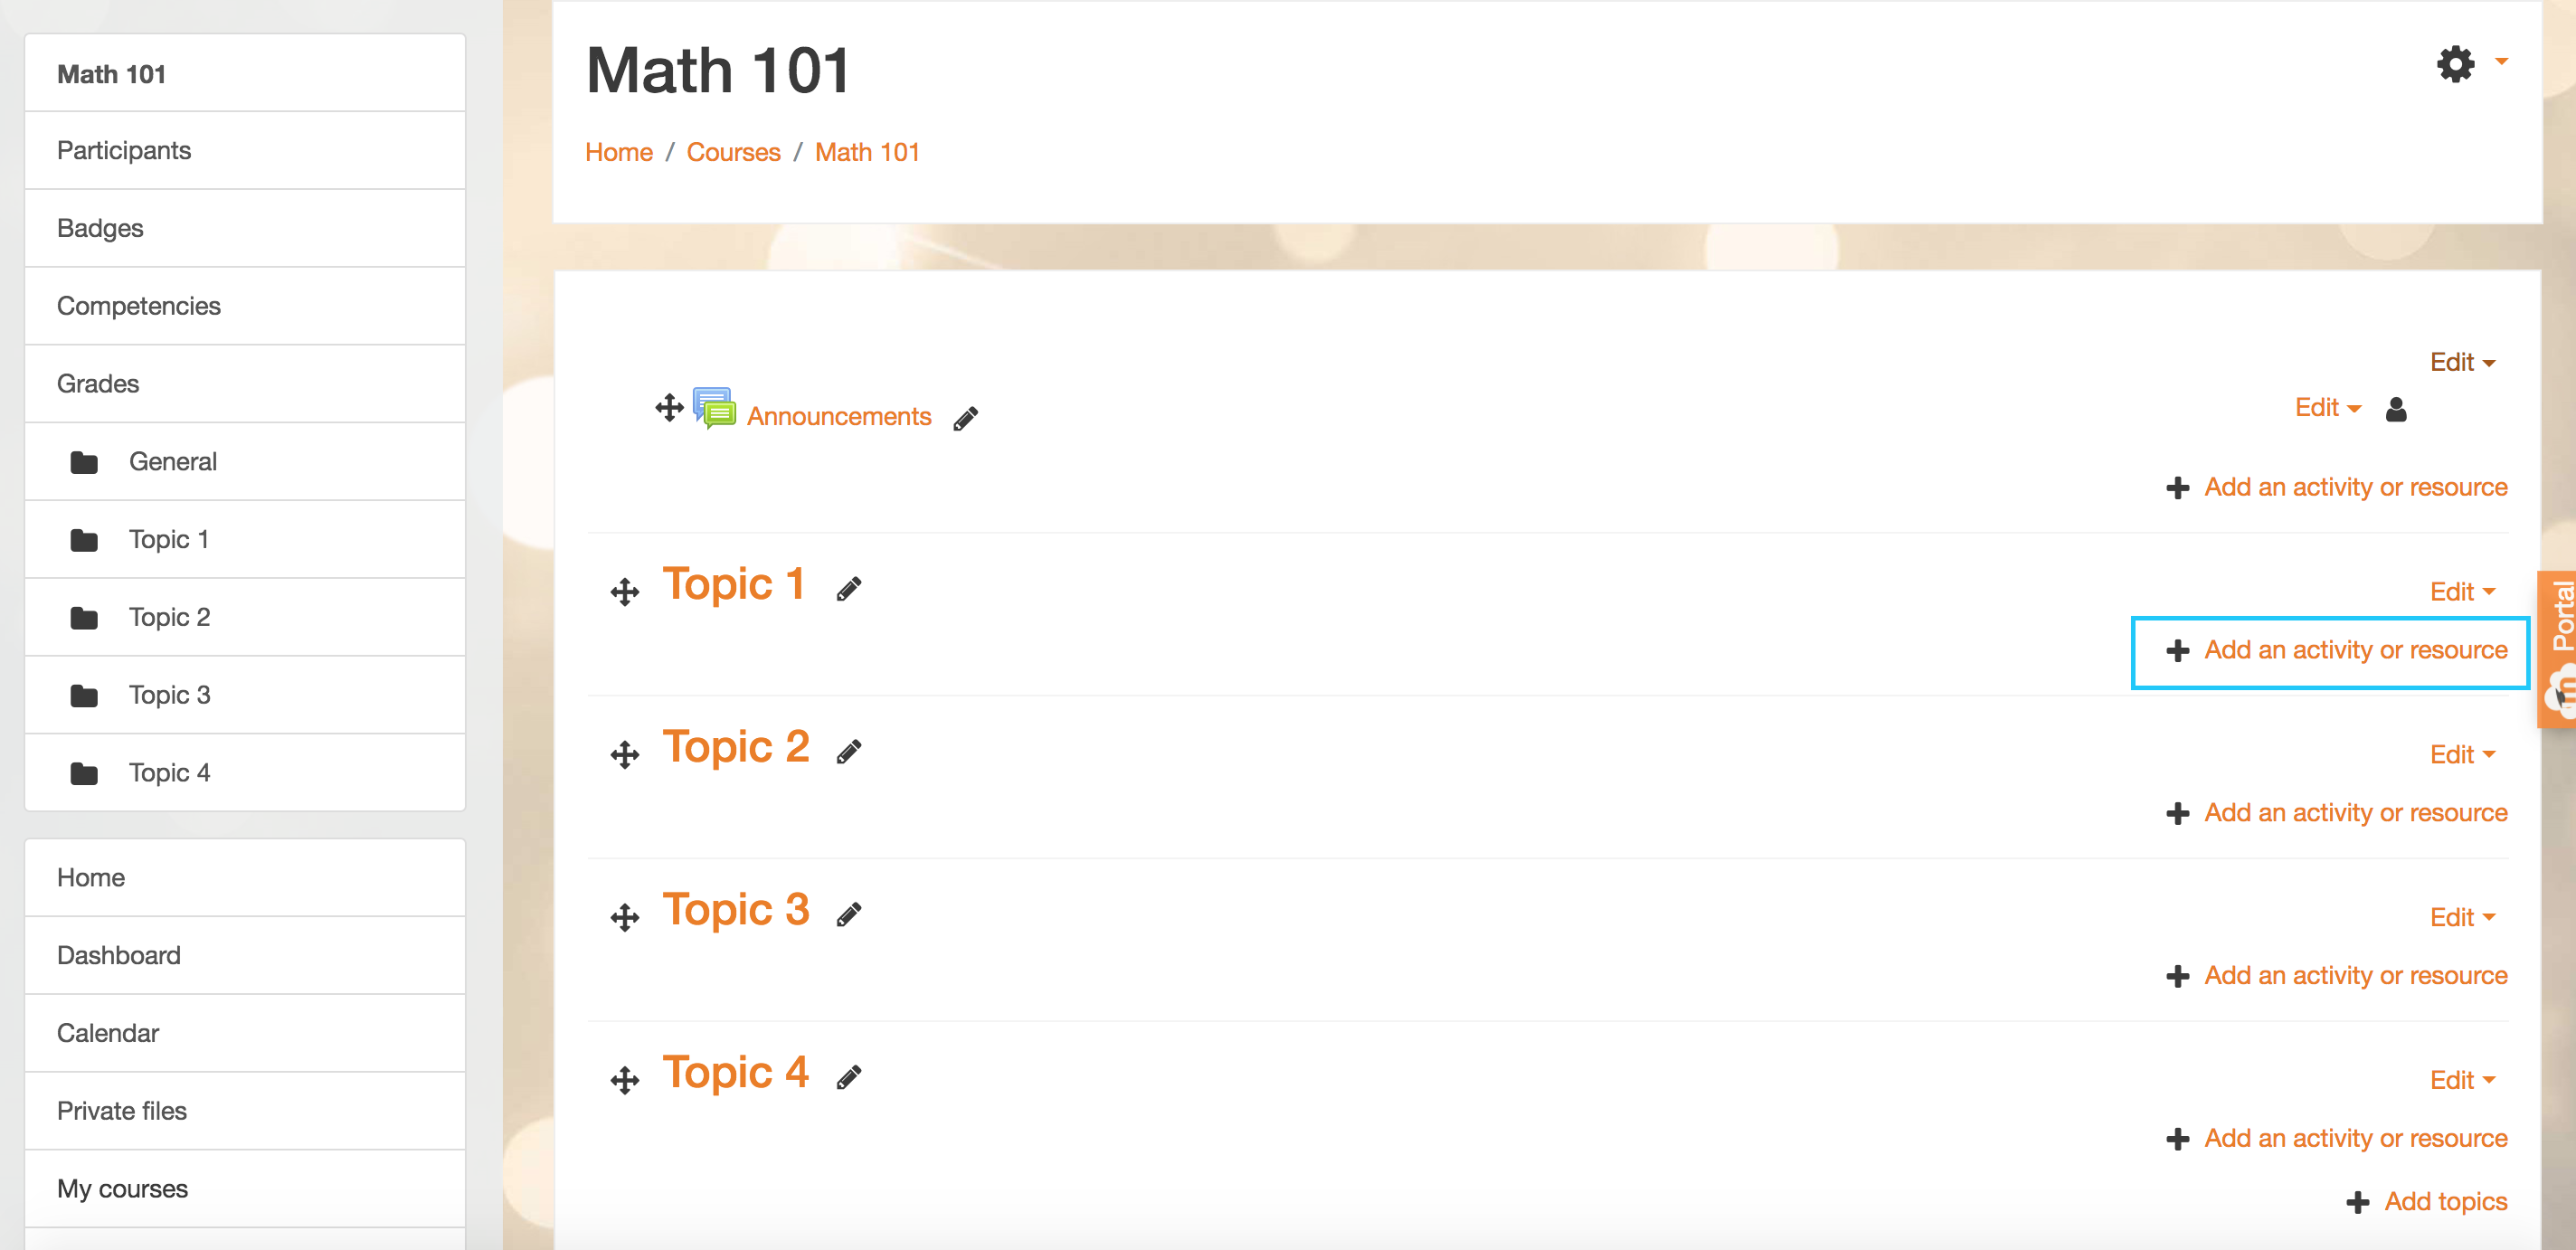 Math 101
Participants
Badges
Competencies
Grades
General
Topic 1
Topic 2
Topic 3
Topic 4
Home
Dashboard
Calendar
Private files
My courses
Math 101
Home / Courses / Math 101
Edit
Announcements
Edit
Add an activity or resource
Topic 1
Edit
Add an activity or resource
Topic 2
Edit
Add an activity or resource
Topic 3
Edit
Add an activity or resource
Topic 4
Edit
Add an activity or resource
Add topics
Portal
m